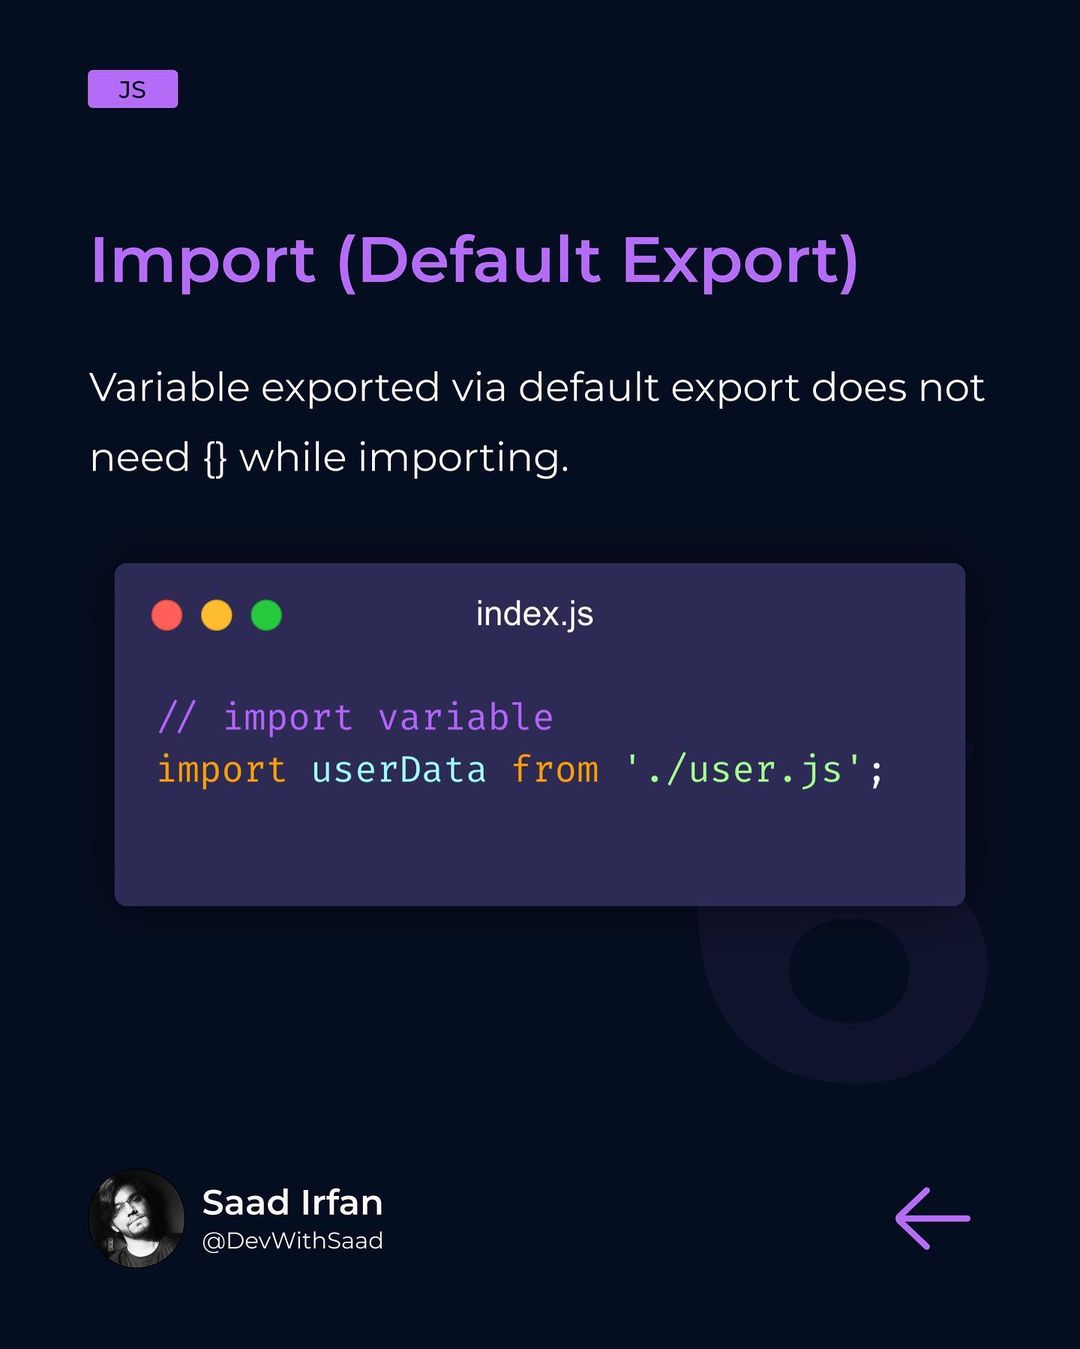 JS
Import (Default Export)
Variable exported via default export does not
need {} while importing.
index.js
// import variable
import userData from './user.js';
6
Saad Irfan
@DevWithSaad